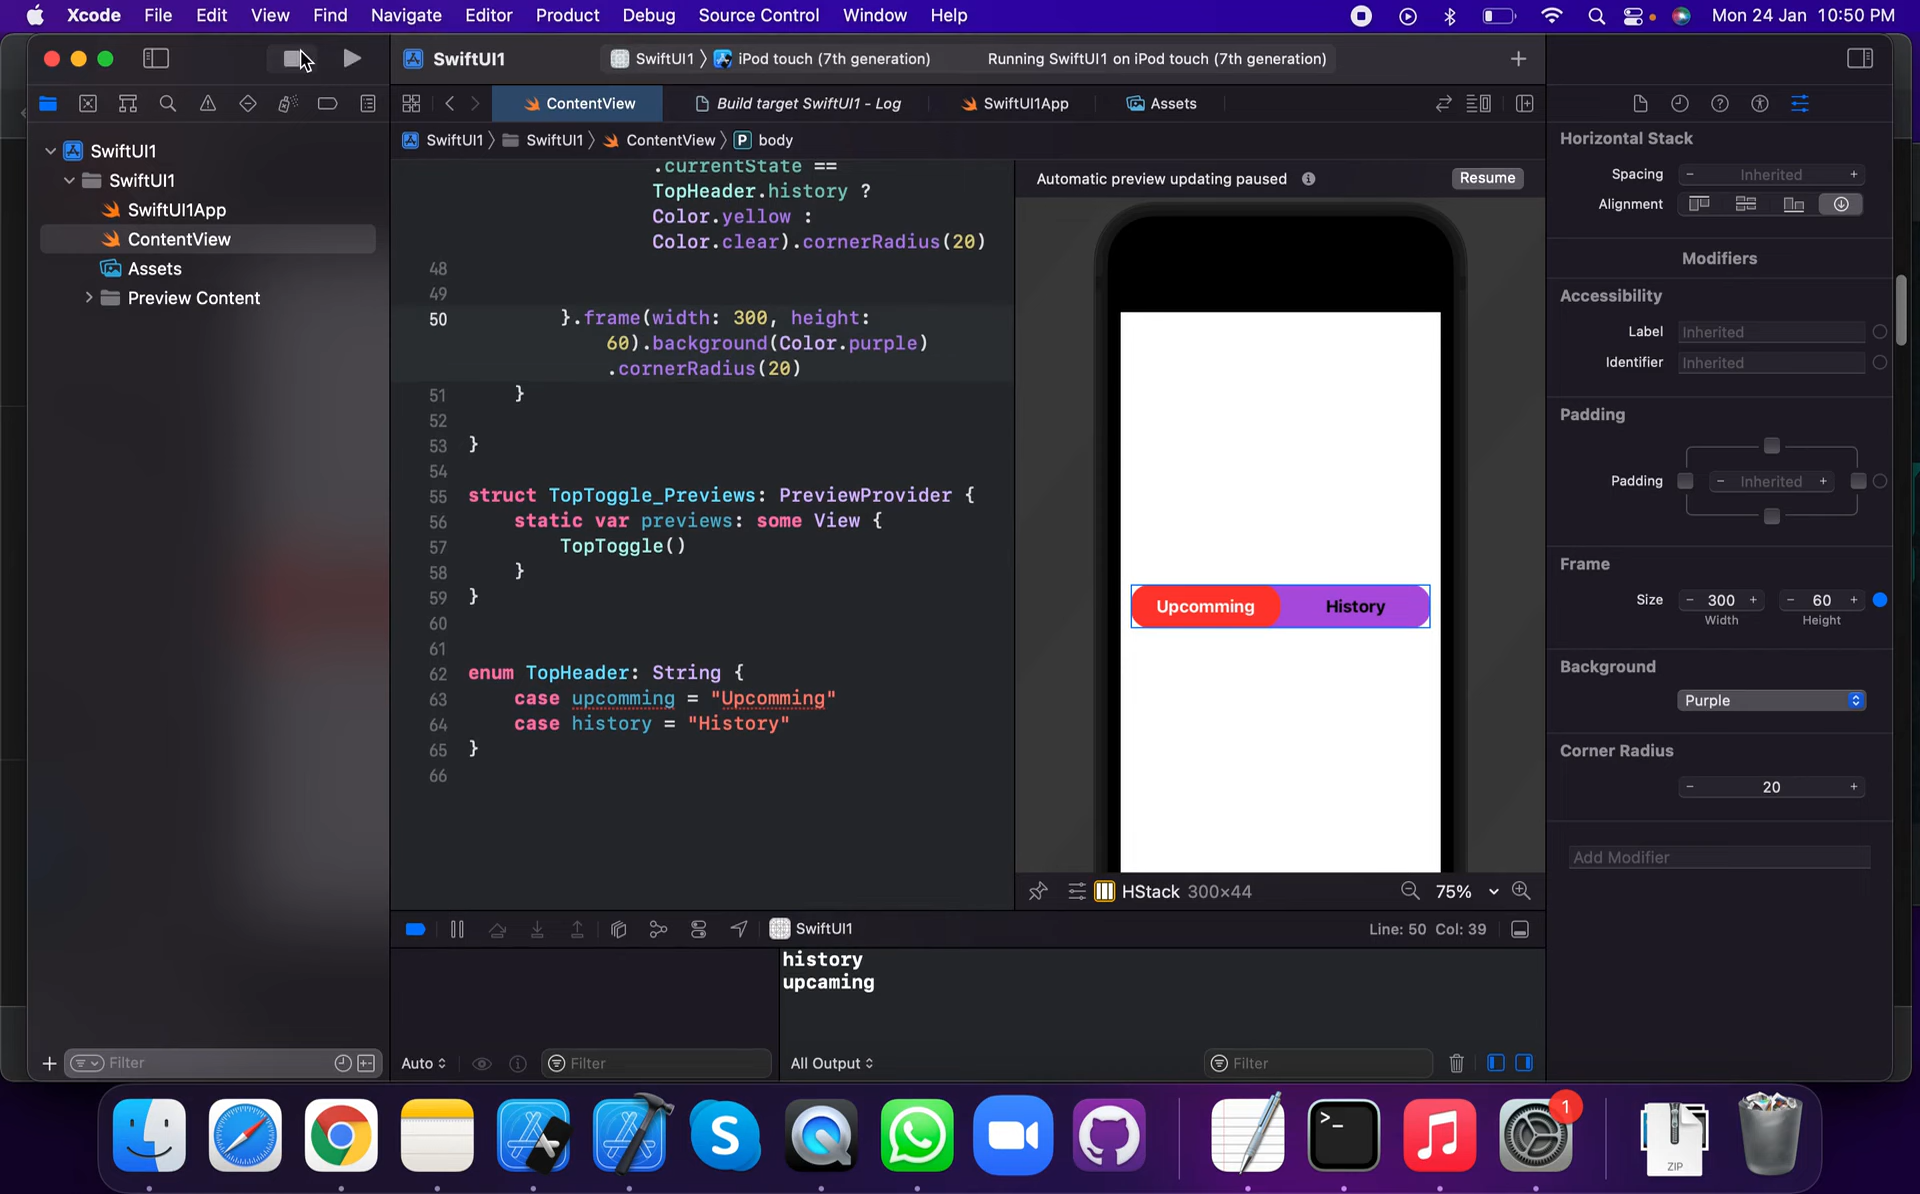 Xcode File Edit View Find Navigate Editor Product Debug Source Control Window Help Mon 24 Jan 10:50 PM
SwiftUI1 SwiftUI1 〉 iPod touch (7th generation) Running SwiftUI1 on iPod touch (7th generation)
ContentView Build target SwiftUI1 - Log SwiftUI1App Assets
SwiftUI1 〉 SwiftUI1 〉 ContentView 〉 P body
SwiftUI1
SwiftUI1
SwiftUI1App
ContentView
Assets
Preview Content
Filter
.currentState ==
TopHeader.history ?
Color.yellow :
Color.clear).cornerRadius(20)
48
49
50 }.frame(width: 300, height:
60).background(Color.purple)
.cornerRadius(20)
51 }
52
53 }
54
55 struct TopToggle_Previews: PreviewProvider {
56 static var previews: some View {
57 TopToggle()
58 }
59 }
60
61
62 enum TopHeader: String {
63 case upcomming = "Upcomming"
64 case history = "History"
65 }
66
Automatic preview updating paused Resume
Upcomming History
HStack 300×44 75%
SwiftUI1 Line: 50 Col: 39
history
upcaming
Auto Filter All Output Filter
Horizontal Stack
Spacing - Inherited +
Alignment
Modifiers
Accessibility
Label Inherited
Identifier Inherited
Padding
Padding - Inherited +
Frame
Size - 300 + - 60 +
Width Height
Background
Purple
Corner Radius
- 20 +
Add Modifier
S
>_
1
ZIP